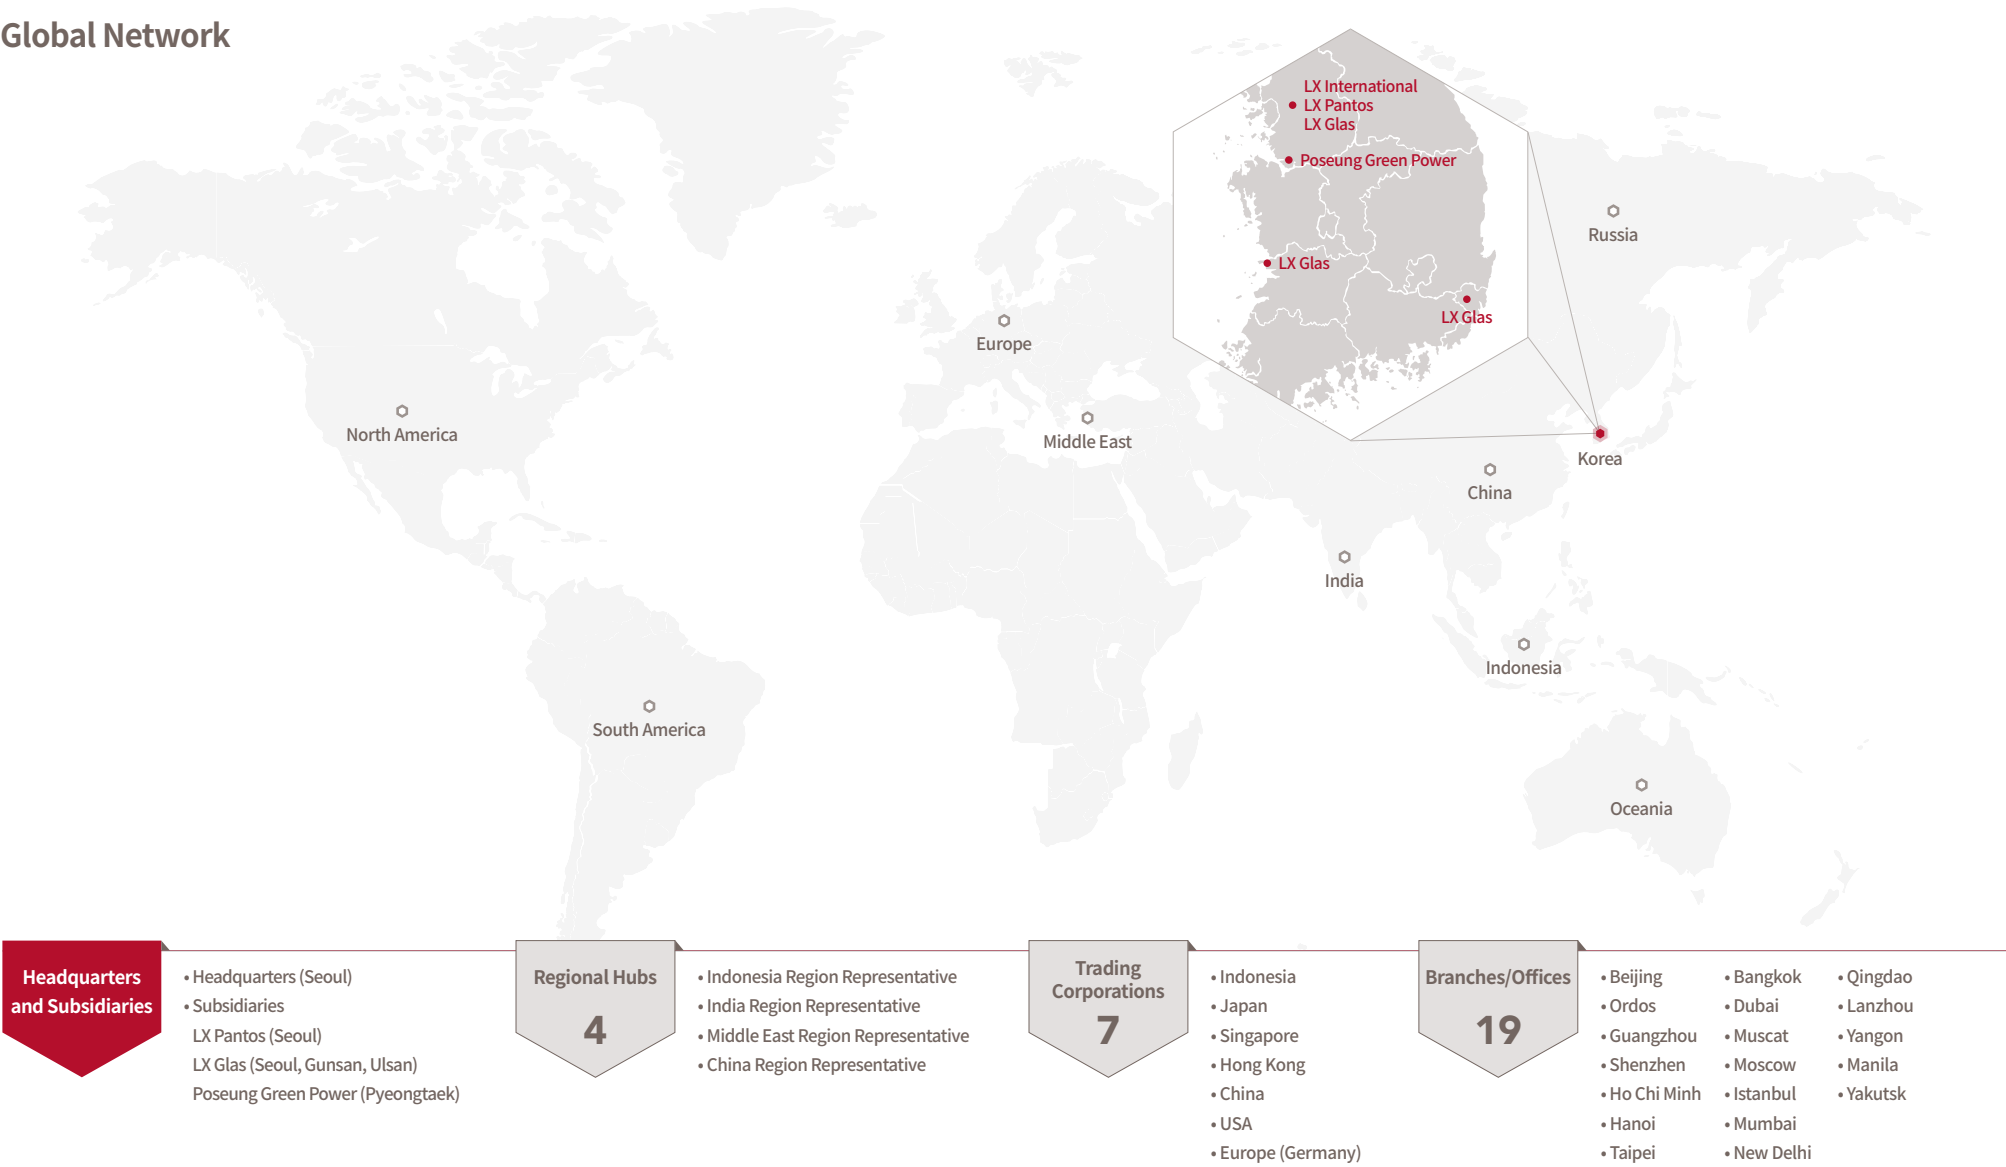 Global Network
LX International
LX Pantos
LX Glas
Poseung Green Power
LX Glas
LX Glas
Russia
Europe
North America
Middle East
Korea
China
India
Indonesia
South America
Oceania
Headquarters
and Subsidiaries
• Headquarters (Seoul)
• Subsidiaries
LX Pantos (Seoul)
LX Glas (Seoul, Gunsan, Ulsan)
Poseung Green Power (Pyeongtaek)
Regional Hubs
4
• Indonesia Region Representative
• India Region Representative
• Middle East Region Representative
• China Region Representative
Trading
Corporations
7
• Indonesia
• Japan
• Singapore
• Hong Kong
• China
• USA
• Europe (Germany)
Branches/Offices
19
• Beijing
• Ordos
• Guangzhou
• Shenzhen
• Ho Chi Minh
• Hanoi
• Taipei
• Bangkok
• Dubai
• Muscat
• Moscow
• Istanbul
• Mumbai
• New Delhi
• Qingdao
• Lanzhou
• Yangon
• Manila
• Yakutsk